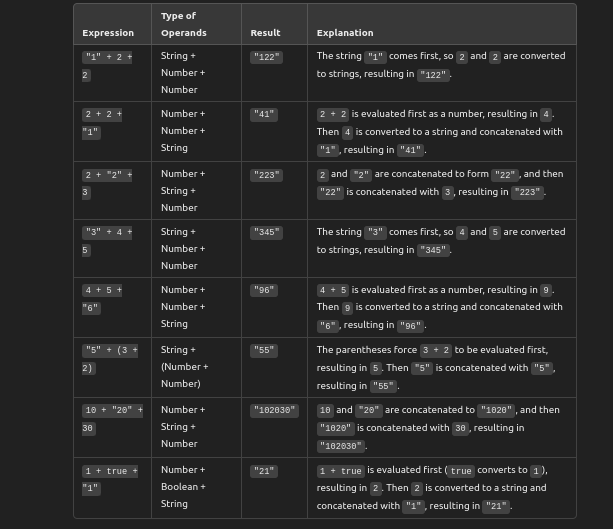 Expression Type of Operands Result Explanation
"1" + 2 + 2 String + Number + Number "122" The string "1" comes first, so 2 and 2 are converted to strings, resulting in "122".
2 + 2 + "1" Number + Number + String "41" 2 + 2 is evaluated first as a number, resulting in 4. Then 4 is converted to a string and concatenated with "1", resulting in "41".
2 + "2" + 3 Number + String + Number "223" 2 and "2" are concatenated to form "22", and then "22" is concatenated with 3, resulting in "223".
"3" + 4 + 5 String + Number + Number "345" The string "3" comes first, so 4 and 5 are converted to strings, resulting in "345".
4 + 5 + "6" Number + Number + String "96" 4 + 5 is evaluated first as a number, resulting in 9. Then 9 is converted to a string and concatenated with "6", resulting in "96".
"5" + (3 + 2) String + (Number + Number) "55" The parentheses force 3 + 2 to be evaluated first, resulting in 5. Then "5" is concatenated with "5", resulting in "55".
10 + "20" + 30 Number + String + Number "102030" 10 and "20" are concatenated to "1020", and then "1020" is concatenated with 30, resulting in "102030".
1 + true + "1" Number + Boolean + String "21" 1 + true is evaluated first (true converts to 1), resulting in 2. Then 2 is converted to a string and concatenated with "1", resulting in "21".